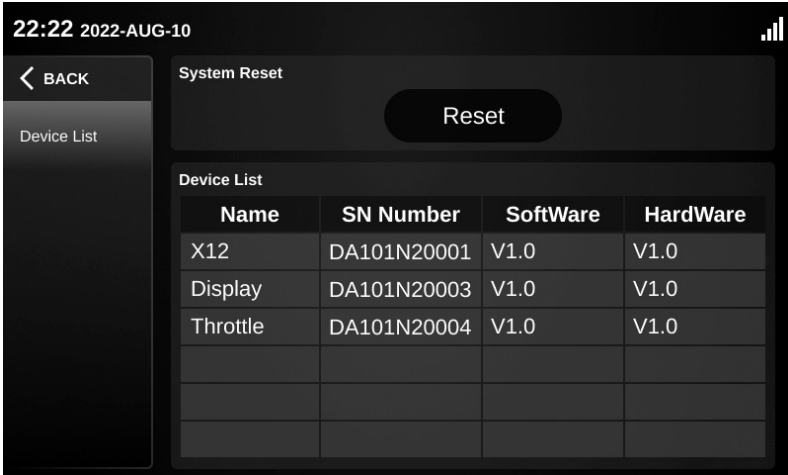 22:22 2022-AUG-10
BACK
Device List
System Reset
Reset
Device List
Name SN Number SoftWare HardWare
X12 DA101N20001 V1.0 V1.0
Display DA101N20003 V1.0 V1.0
Throttle DA101N20004 V1.0 V1.0